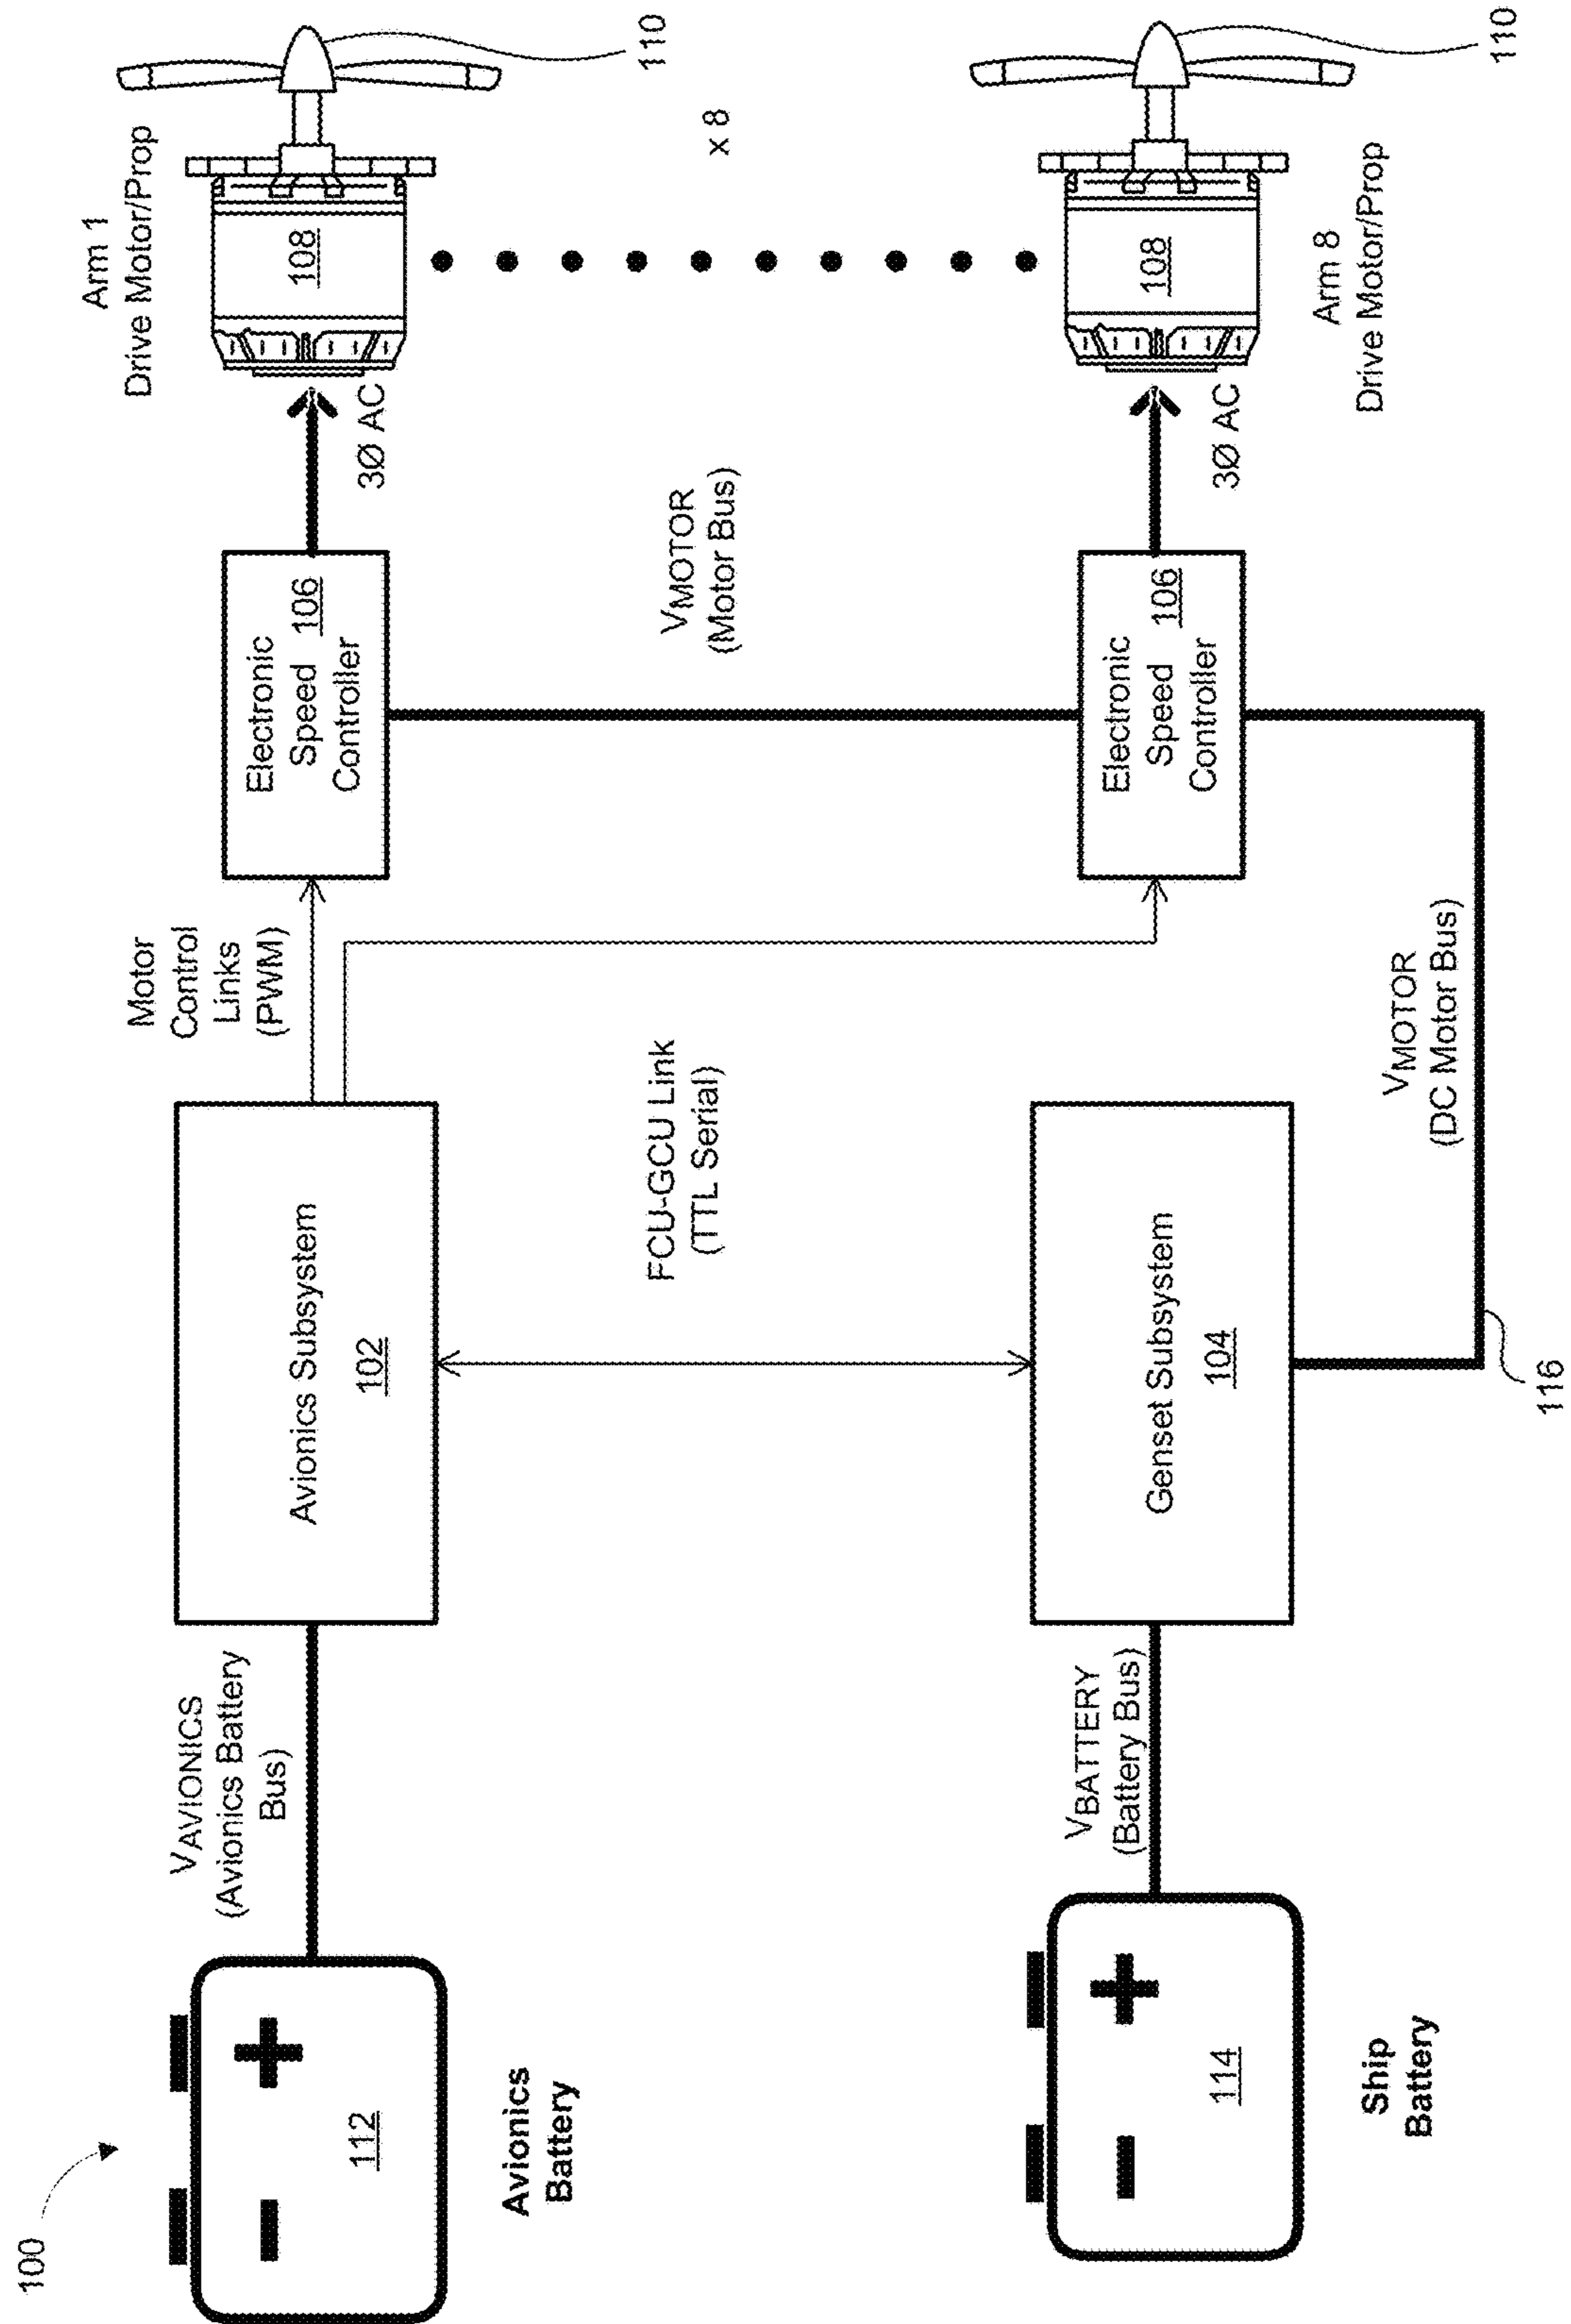 100
112
Avionics
Battery
VAVIONICS
(Avionics Battery
Bus)
Avionics Subsystem
102
Motor
Control
Links
(PWM)
Electronic
Speed 106
Controller
3Ø AC
Arm 1
Drive Motor/Prop
108
110
FCU-GCU Link
(TTL Serial)
VMOTOR
(Motor Bus)
x 8
114
Ship
Battery
VBATTERY
(Battery Bus)
Genset Subsystem
104
116
VMOTOR
(DC Motor Bus)
Electronic
Speed 106
Controller
3Ø AC
108
Arm 8
Drive Motor/Prop
110